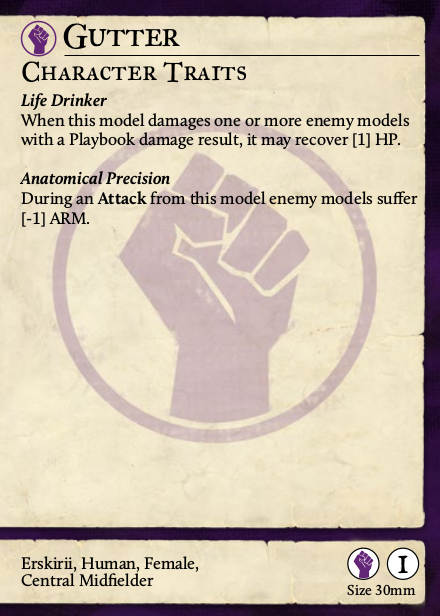 Gutter
Character Traits
Life Drinker
When this model damages one or more enemy models
with a Playbook damage result, it may recover [1] HP.
Anatomical Precision
During an Attack from this model enemy models suffer
[-1] ARM.
Erskirii, Human, Female,
Central Midfielder
I
Size 30mm